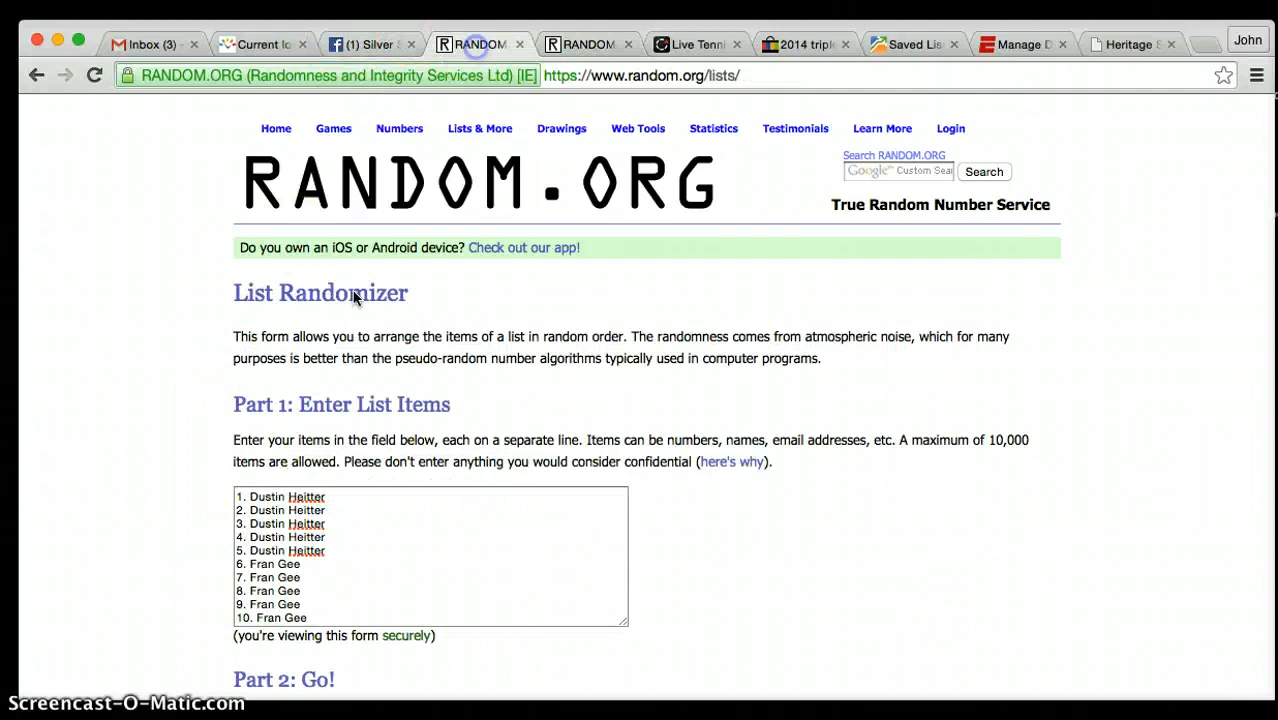 Inbox (3)
Current Io
(1) Silver S
RANDOM
RANDOM
Live Tenni
2014 triple
Saved Lis
Manage D
Heritage S
John
RANDOM.ORG (Randomness and Integrity Services Ltd) [IE] https://www.random.org/lists/
Home Games Numbers Lists & More Drawings Web Tools Statistics Testimonials Learn More Login
RANDOM.ORG
Search RANDOM.ORG
Google™ Custom Sear
Search
True Random Number Service
Do you own an iOS or Android device? Check out our app!
List Randomizer
This form allows you to arrange the items of a list in random order. The randomness comes from atmospheric noise, which for many
purposes is better than the pseudo-random number algorithms typically used in computer programs.
Part 1: Enter List Items
Enter your items in the field below, each on a separate line. Items can be numbers, names, email addresses, etc. A maximum of 10,000
items are allowed. Please don't enter anything you would consider confidential (here's why).
1. Dustin Heitter
2. Dustin Heitter
3. Dustin Heitter
4. Dustin Heitter
5. Dustin Heitter
6. Fran Gee
7. Fran Gee
8. Fran Gee
9. Fran Gee
10. Fran Gee
(you're viewing this form securely)
Part 2: Go!
Screencast-O-Matic.com